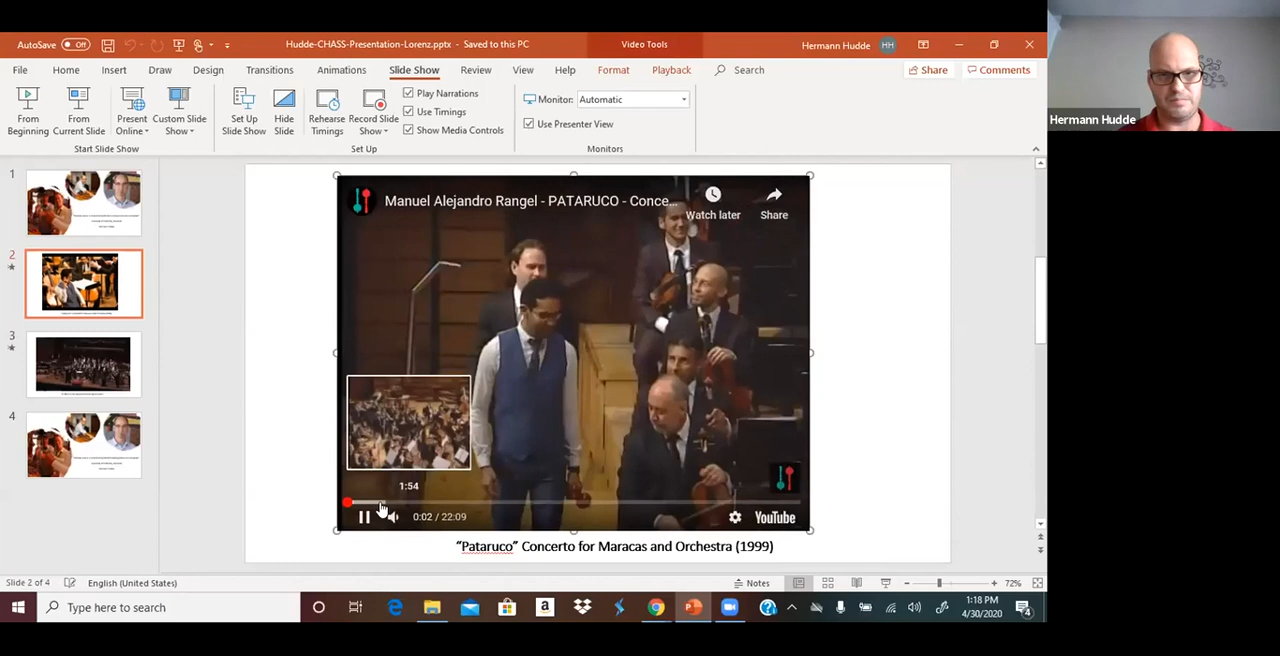 AutoSave Off
Hudde-CHASS-Presentation-Lorenz.pptx - Saved to this PC
Video Tools
Hermann Hudde HH
File Home Insert Draw Design Transitions Animations Slide Show Review View Help Format Playback Search
Share Comments
From Beginning
From Current Slide
Present Online
Custom Slide Show
Set Up Slide Show
Hide Slide
Rehearse Timings
Record Slide Show
Play Narrations
Use Timings
Show Media Controls
Monitor: Automatic
Use Presenter View
Start Slide Show
Set Up
Monitors
Hermann Hudde
1
2
3
4
Manuel Alejandro Rangel - PATARUCO - Conce...
Watch later
Share
1:54
0:02 / 22:09
YouTube
“Pataruco” Concerto for Maracas and Orchestra (1999)
Slide 2 of 4
English (United States)
Notes
72%
Type here to search
1:18 PM
4/30/2020
4